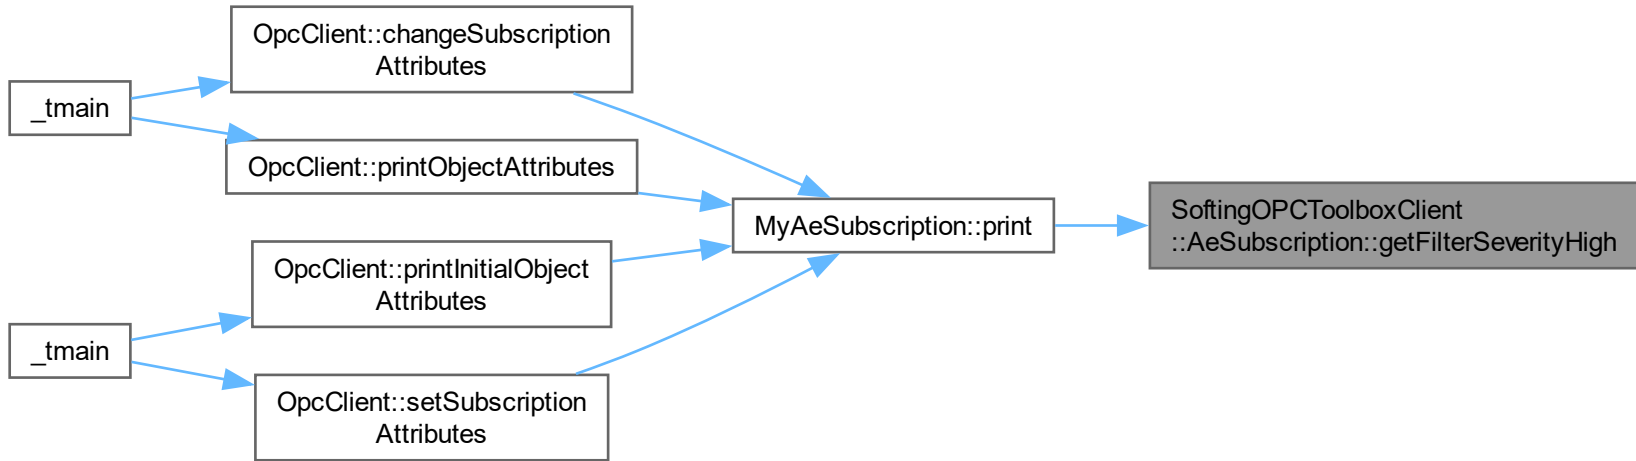 OpcClient::changeSubscription
Attributes
_tmain
OpcClient::printObjectAttributes
MyAeSubscription::print
SoftingOPCToolboxClient
::AeSubscription::getFilterSeverityHigh
OpcClient::printInitialObject
Attributes
_tmain
OpcClient::setSubscription
Attributes